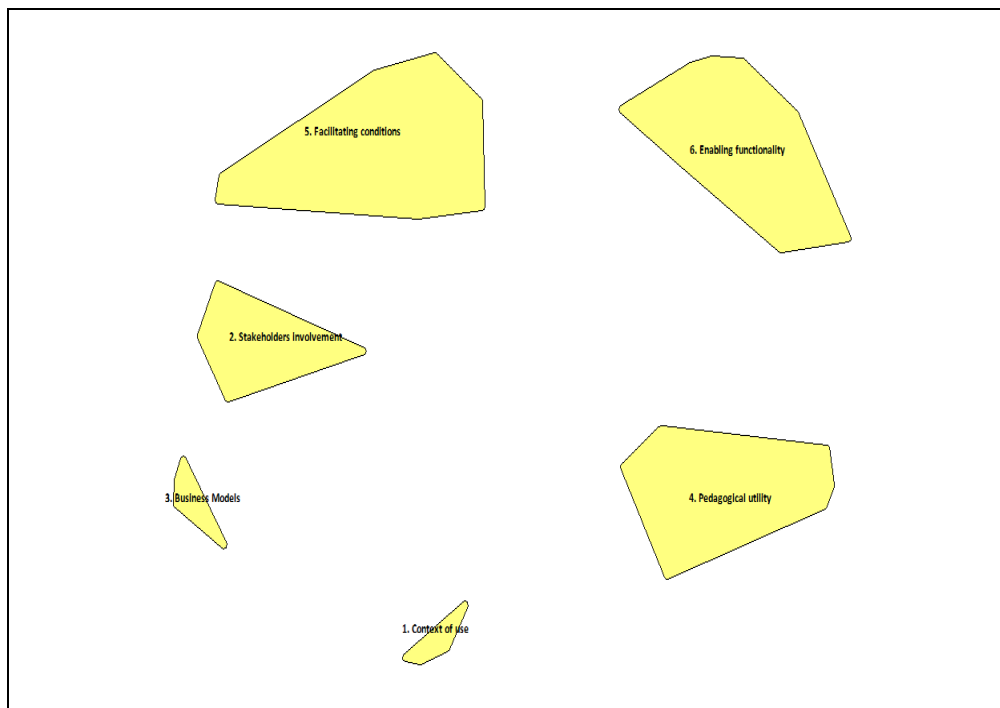 5. Facilitating conditions
6. Enabling functionality
2. Stakeholders involvement
3. Business Models
4. Pedagogical utility
1. Context of use